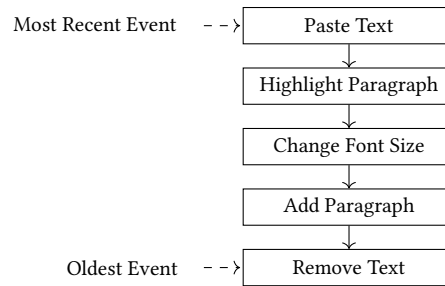 Most Recent Event
Paste Text
Highlight Paragraph
Change Font Size
Add Paragraph
Oldest Event
Remove Text